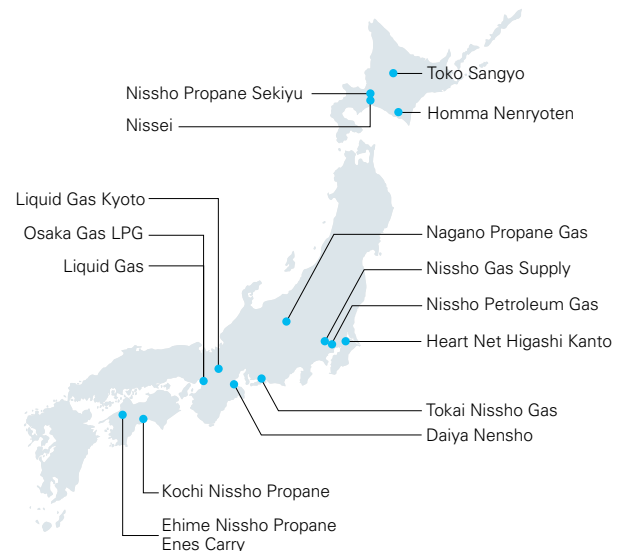 Toko Sangyo
Nissho Propane Sekiyu
Homma Nenryoten
Nissei
Liquid Gas Kyoto
Osaka Gas LPG
Liquid Gas
Nagano Propane Gas
Nissho Gas Supply
Nissho Petroleum Gas
Heart Net Higashi Kanto
Tokai Nissho Gas
Daiya Nensho
Kochi Nissho Propane
Ehime Nissho Propane
Enes Carry